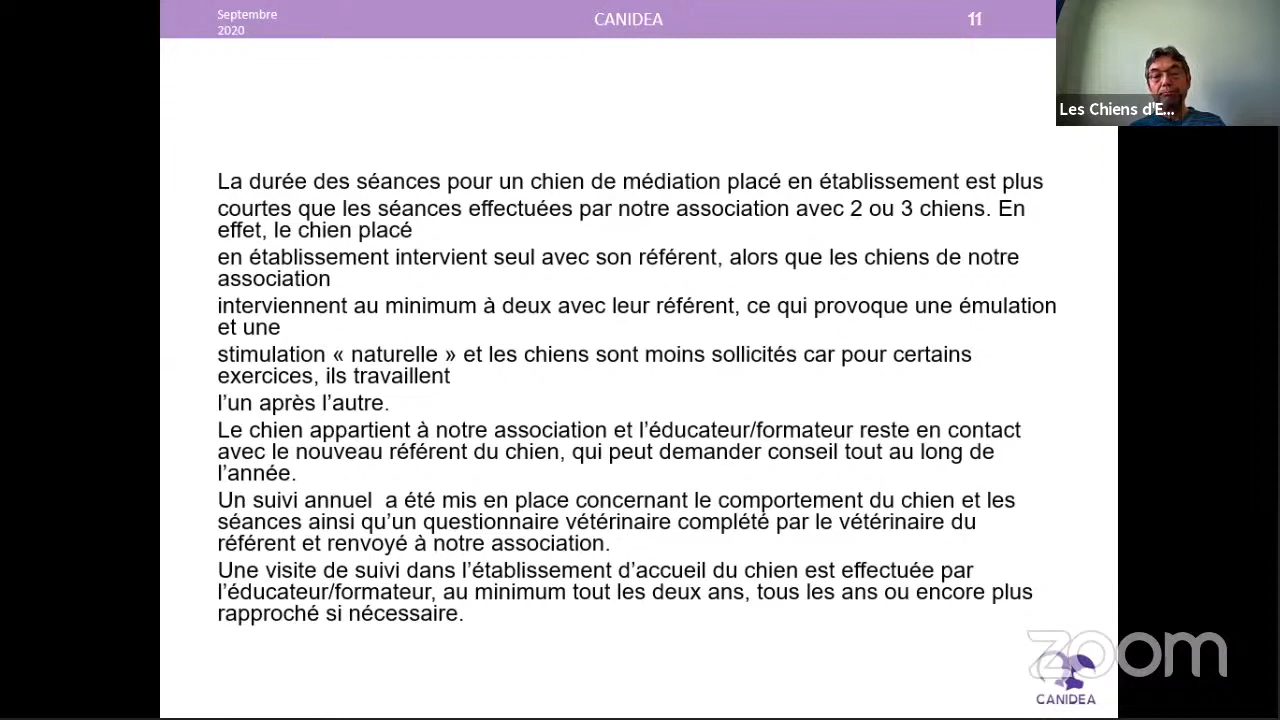 Septembre
2020
CANIDEA
11
Les Chiens d'E...
La durée des séances pour un chien de médiation placé en établissement est plus
courtes que les séances effectuées par notre association avec 2 ou 3 chiens. En
effet, le chien placé
en établissement intervient seul avec son référent, alors que les chiens de notre
association
interviennent au minimum à deux avec leur référent, ce qui provoque une émulation
et une
stimulation « naturelle » et les chiens sont moins sollicités car pour certains
exercices, ils travaillent
l’un après l’autre.
Le chien appartient à notre association et l’éducateur/formateur reste en contact
avec le nouveau référent du chien, qui peut demander conseil tout au long de
l’année.
Un suivi annuel  a été mis en place concernant le comportement du chien et les
séances ainsi qu’un questionnaire vétérinaire complété par le vétérinaire du
référent et renvoyé à notre association.
Une visite de suivi dans l’établissement d’accueil du chien est effectuée par
l’éducateur/formateur, au minimum tout les deux ans, tous les ans ou encore plus
rapproché si nécessaire.
zoom
CANIDEA